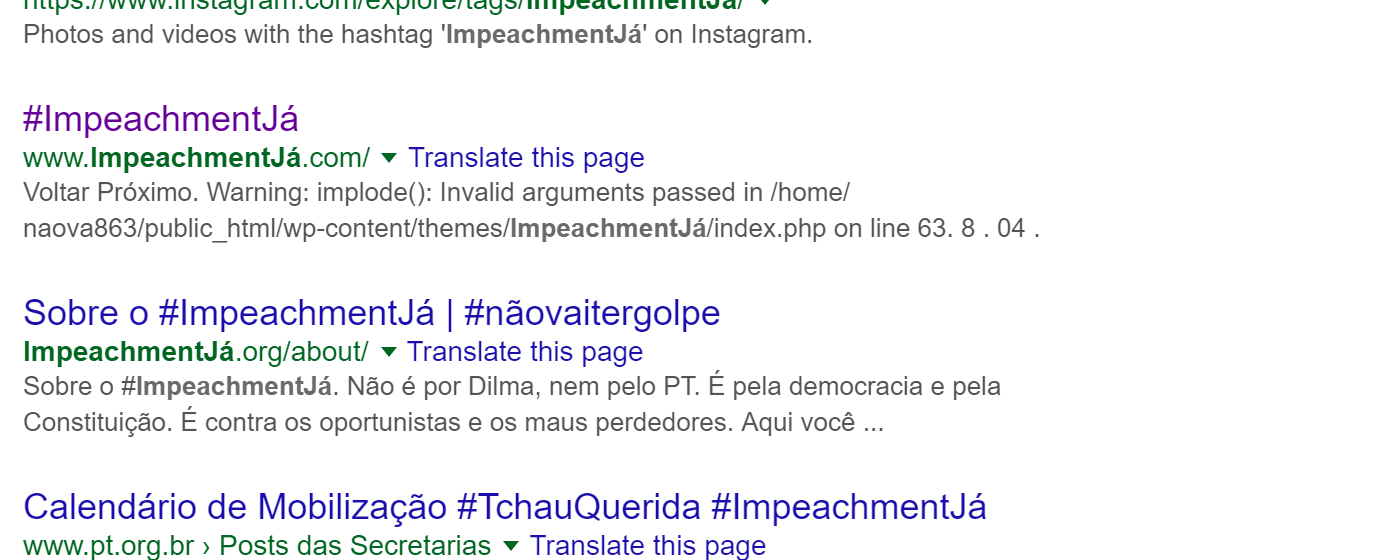 https://www.instagram.com/explore/tags/ImpeachmentJá/
Photos and videos with the hashtag 'ImpeachmentJá' on Instagram.
#ImpeachmentJá
www.ImpeachmentJá.com/ Translate this page
Voltar Próximo. Warning: implode(): Invalid arguments passed in /home/
naova863/public_html/wp-content/themes/ImpeachmentJá/index.php on line 63. 8 . 04 .
Sobre o #ImpeachmentJá | #nãovaitergolpe
ImpeachmentJá.org/about/ Translate this page
Sobre o #ImpeachmentJá. Não é por Dilma, nem pelo PT. É pela democracia e pela
Constituição. É contra os oportunistas e os maus perdedores. Aqui você ...
Calendário de Mobilização #TchauQuerida #ImpeachmentJá
www.pt.org.br › Posts das Secretarias Translate this page